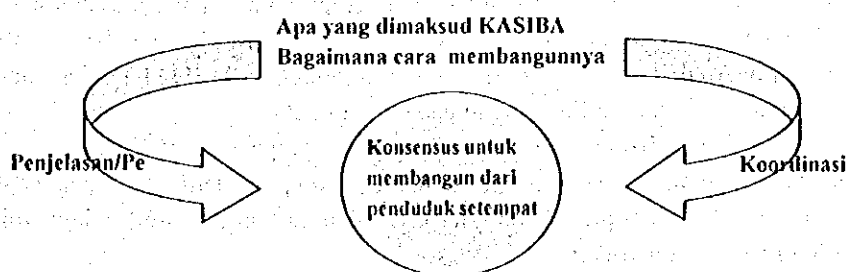 Apa yang dimaksud KASIBA
Bagaimana cara membangunnya
Penjelasan/Pe
Konsensus untuk
membangun dari
penduduk setempat
Koordinasi